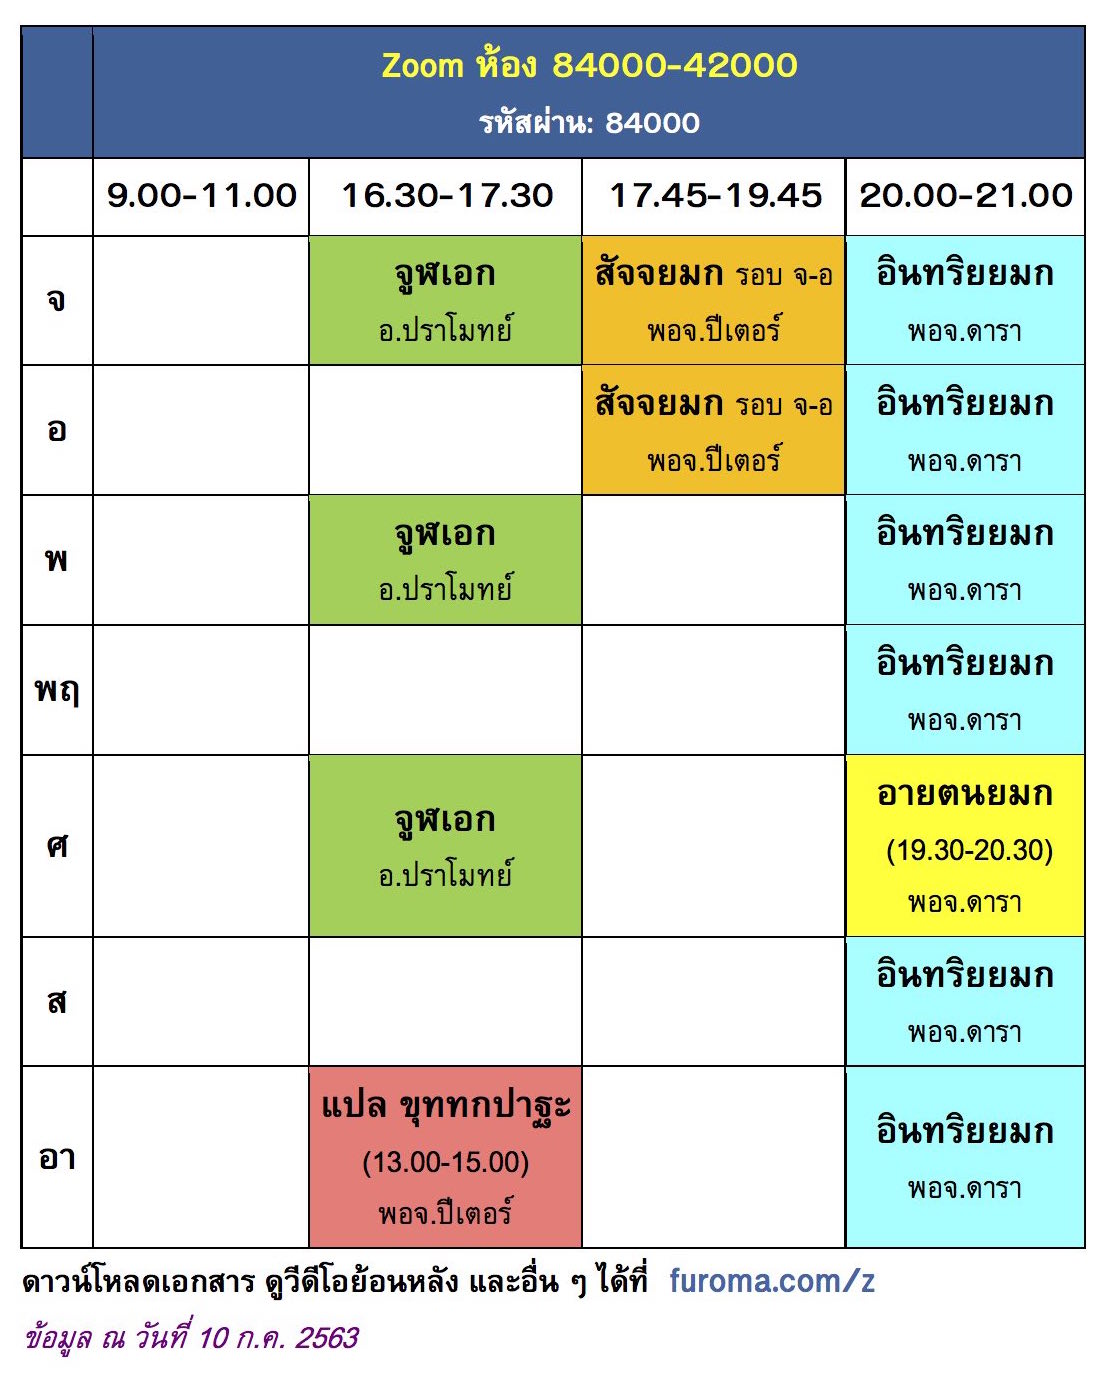 Zoom ห้อง 84000-42000
รหัสผ่าน: 84000
9.00-11.00 16.30-17.30 17.45-19.45 20.00-21.00
จ
จูฬเอก
อ.ปราโมทย์
สัจจยมก รอบ จ-อ
พอจ.ปีเตอร์
อินทริยยมก
พอจ.ดารา
อ
สัจจยมก รอบ จ-อ
พอจ.ปีเตอร์
อินทริยยมก
พอจ.ดารา
พ
จูฬเอก
อ.ปราโมทย์
อินทริยยมก
พอจ.ดารา
พฤ
อินทริยยมก
พอจ.ดารา
ศ
จูฬเอก
อ.ปราโมทย์
อายตนยมก
(19.30-20.30)
พอจ.ดารา
ส
อินทริยยมก
พอจ.ดารา
อา
แปล ขุททกปาฐะ
(13.00-15.00)
พอจ.ปีเตอร์
อินทริยยมก
พอจ.ดารา
ดาวน์โหลดเอกสาร ดูวีดีโอย้อนหลัง และอื่น ๆ ได้ที่ furoma.com/z
ข้อมูล ณ วันที่ 10 ก.ค. 2563